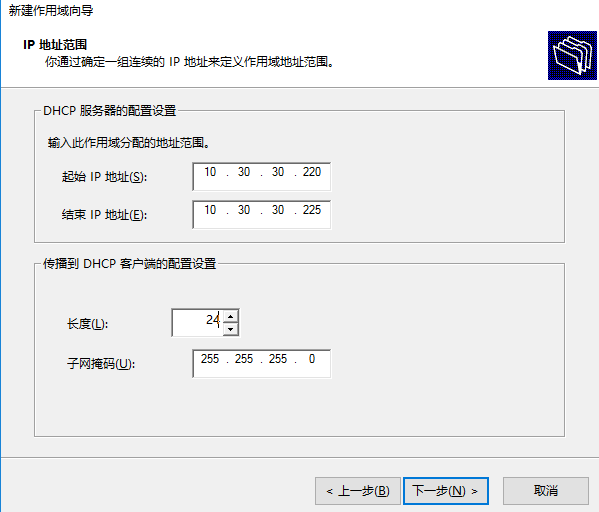 新建作用域向导
IP 地址范围
你通过确定一组连续的 IP 地址来定义作用域地址范围。
DHCP 服务器的配置设置
输入此作用域分配的地址范围。
起始 IP 地址(S): 10 . 30 . 30 . 220
结束 IP 地址(E): 10 . 30 . 30 . 225
传播到 DHCP 客户端的配置设置
长度(L): 24
子网掩码(U): 255 . 255 . 255 . 0
< 上一步(B) 下一步(N) > 取消